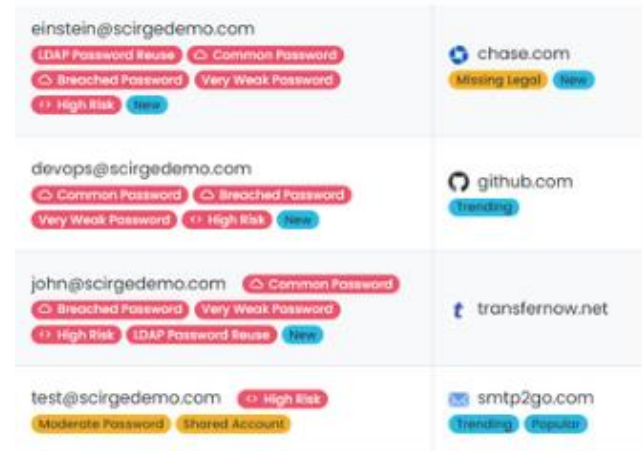 einstein@scirgedemo.com
LDAP Password Reuse Common Password
Breached Password Very Weak Password
High Risk New
chase.com
Missing Legal New
devops@scirgedemo.com
Common Password Breached Password
Very Weak Password High Risk New
github.com
Trending
john@scirgedemo.com Common Password
Breached Password Very Weak Password
High Risk LDAP Password Reuse New
transfernow.net
test@scirgedemo.com High Risk
Moderate Password Shared Account
smtp2go.com
Trending Popular